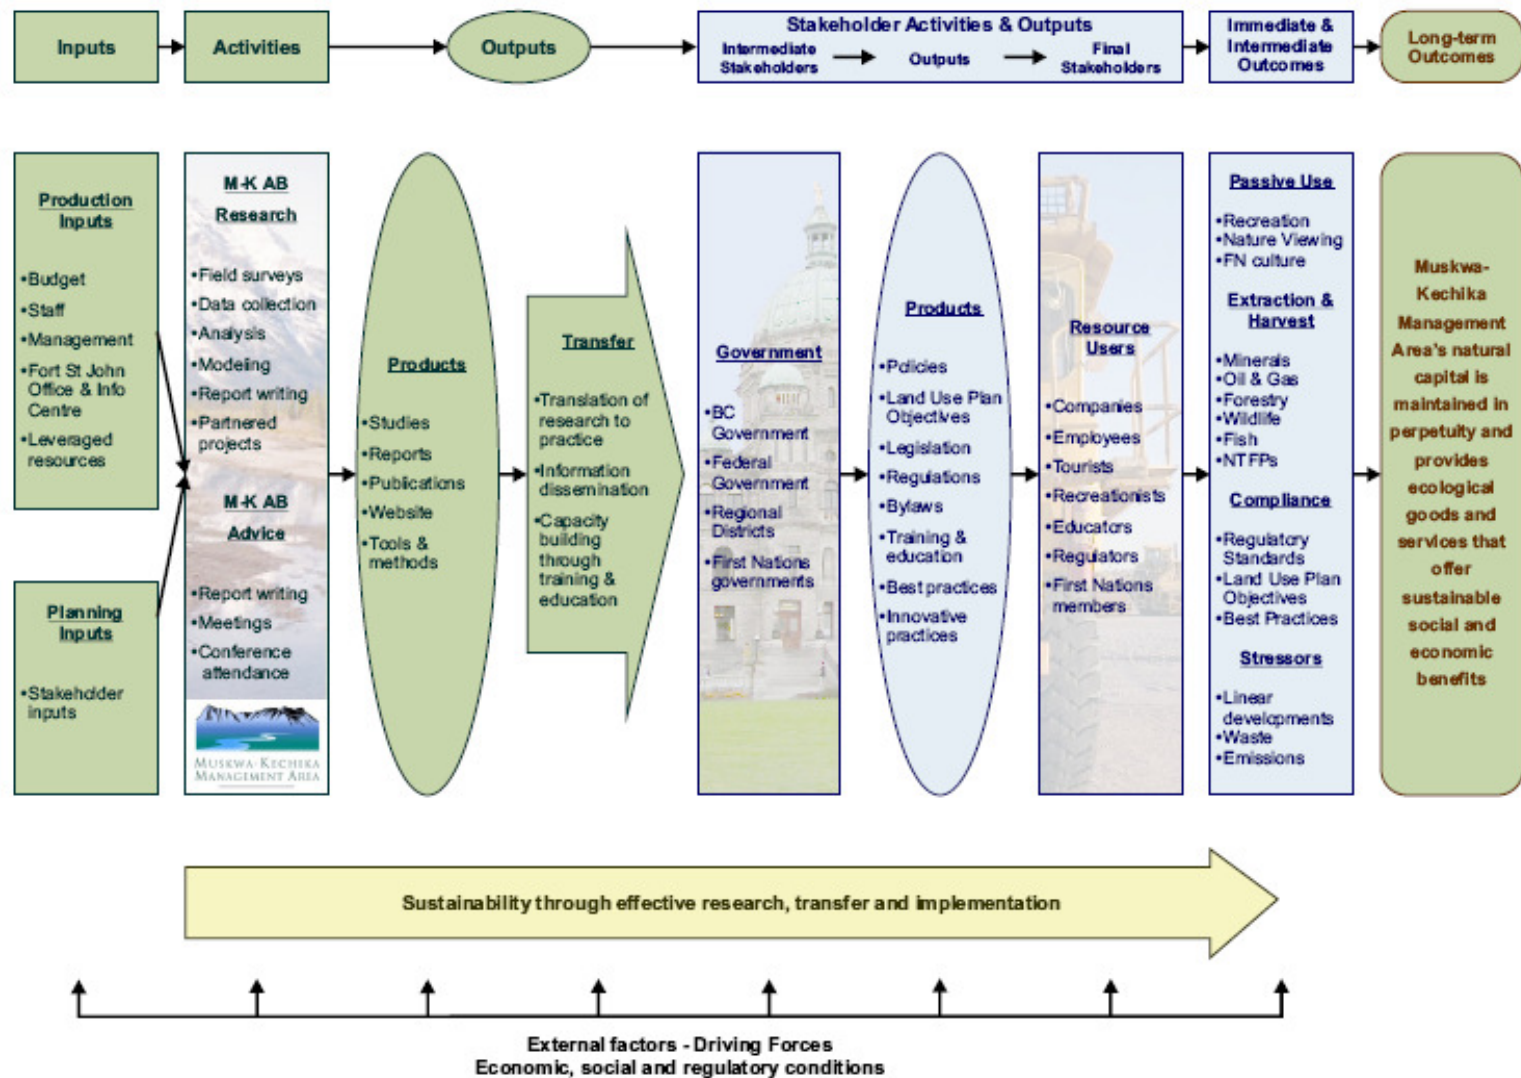 Inputs
Activities
Outputs
Stakeholder Activities & Outputs
Intermediate
Stakeholders
Outputs
Final
Stakeholders
Immediate &
Intermediate
Outcomes
Long-term
Outcomes
Production
Inputs
•Budget
•Staff
•Management
•Fort St John
Office & Info
Centre
•Leveraged
resources
Planning
Inputs
•Stakeholder
inputs
M-K AB
Research
•Field surveys
•Data collection
•Analysis
•Modeling
•Report writing
•Partnered
projects
M-K AB
Advice
•Report writing
•Meetings
•Conference
attendance
MUSKWA-KECHIKA
MANAGEMENT AREA
Products
•Studies
•Reports
•Publications
•Website
•Tools &
methods
Transfer
•Translation of
research to
practice
•Information
dissemination
•Capacity
building
through
training &
education
Government
•BC
Government
•Federal
Government
•Regional
Districts
•First Nations
governments
Products
•Policies
•Land Use Plan
Objectives
•Legislation
•Regulations
•Bylaws
•Training &
education
•Best practices
•Innovative
practices
Resource
Users
•Companies
•Employees
•Tourists
•Recreationists
•Educators
•Regulators
•First Nations
members
Passive Use
•Recreation
•Nature Viewing
•FN culture
Extraction &
Harvest
•Minerals
•Oil & Gas
•Forestry
•Wildlife
•Fish
•NTFPs
Compliance
•Regulatory
Standards
•Land Use Plan
Objectives
•Best Practices
Stressors
•Linear
developments
•Waste
•Emissions
Muskwa-
Kechika
Management
Area's natural
capital is
maintained in
perpetuity and
provides
ecological
goods and
services that
offer
sustainable
social and
economic
benefits
Sustainability through effective research, transfer and implementation
External factors - Driving Forces
Economic, social and regulatory conditions